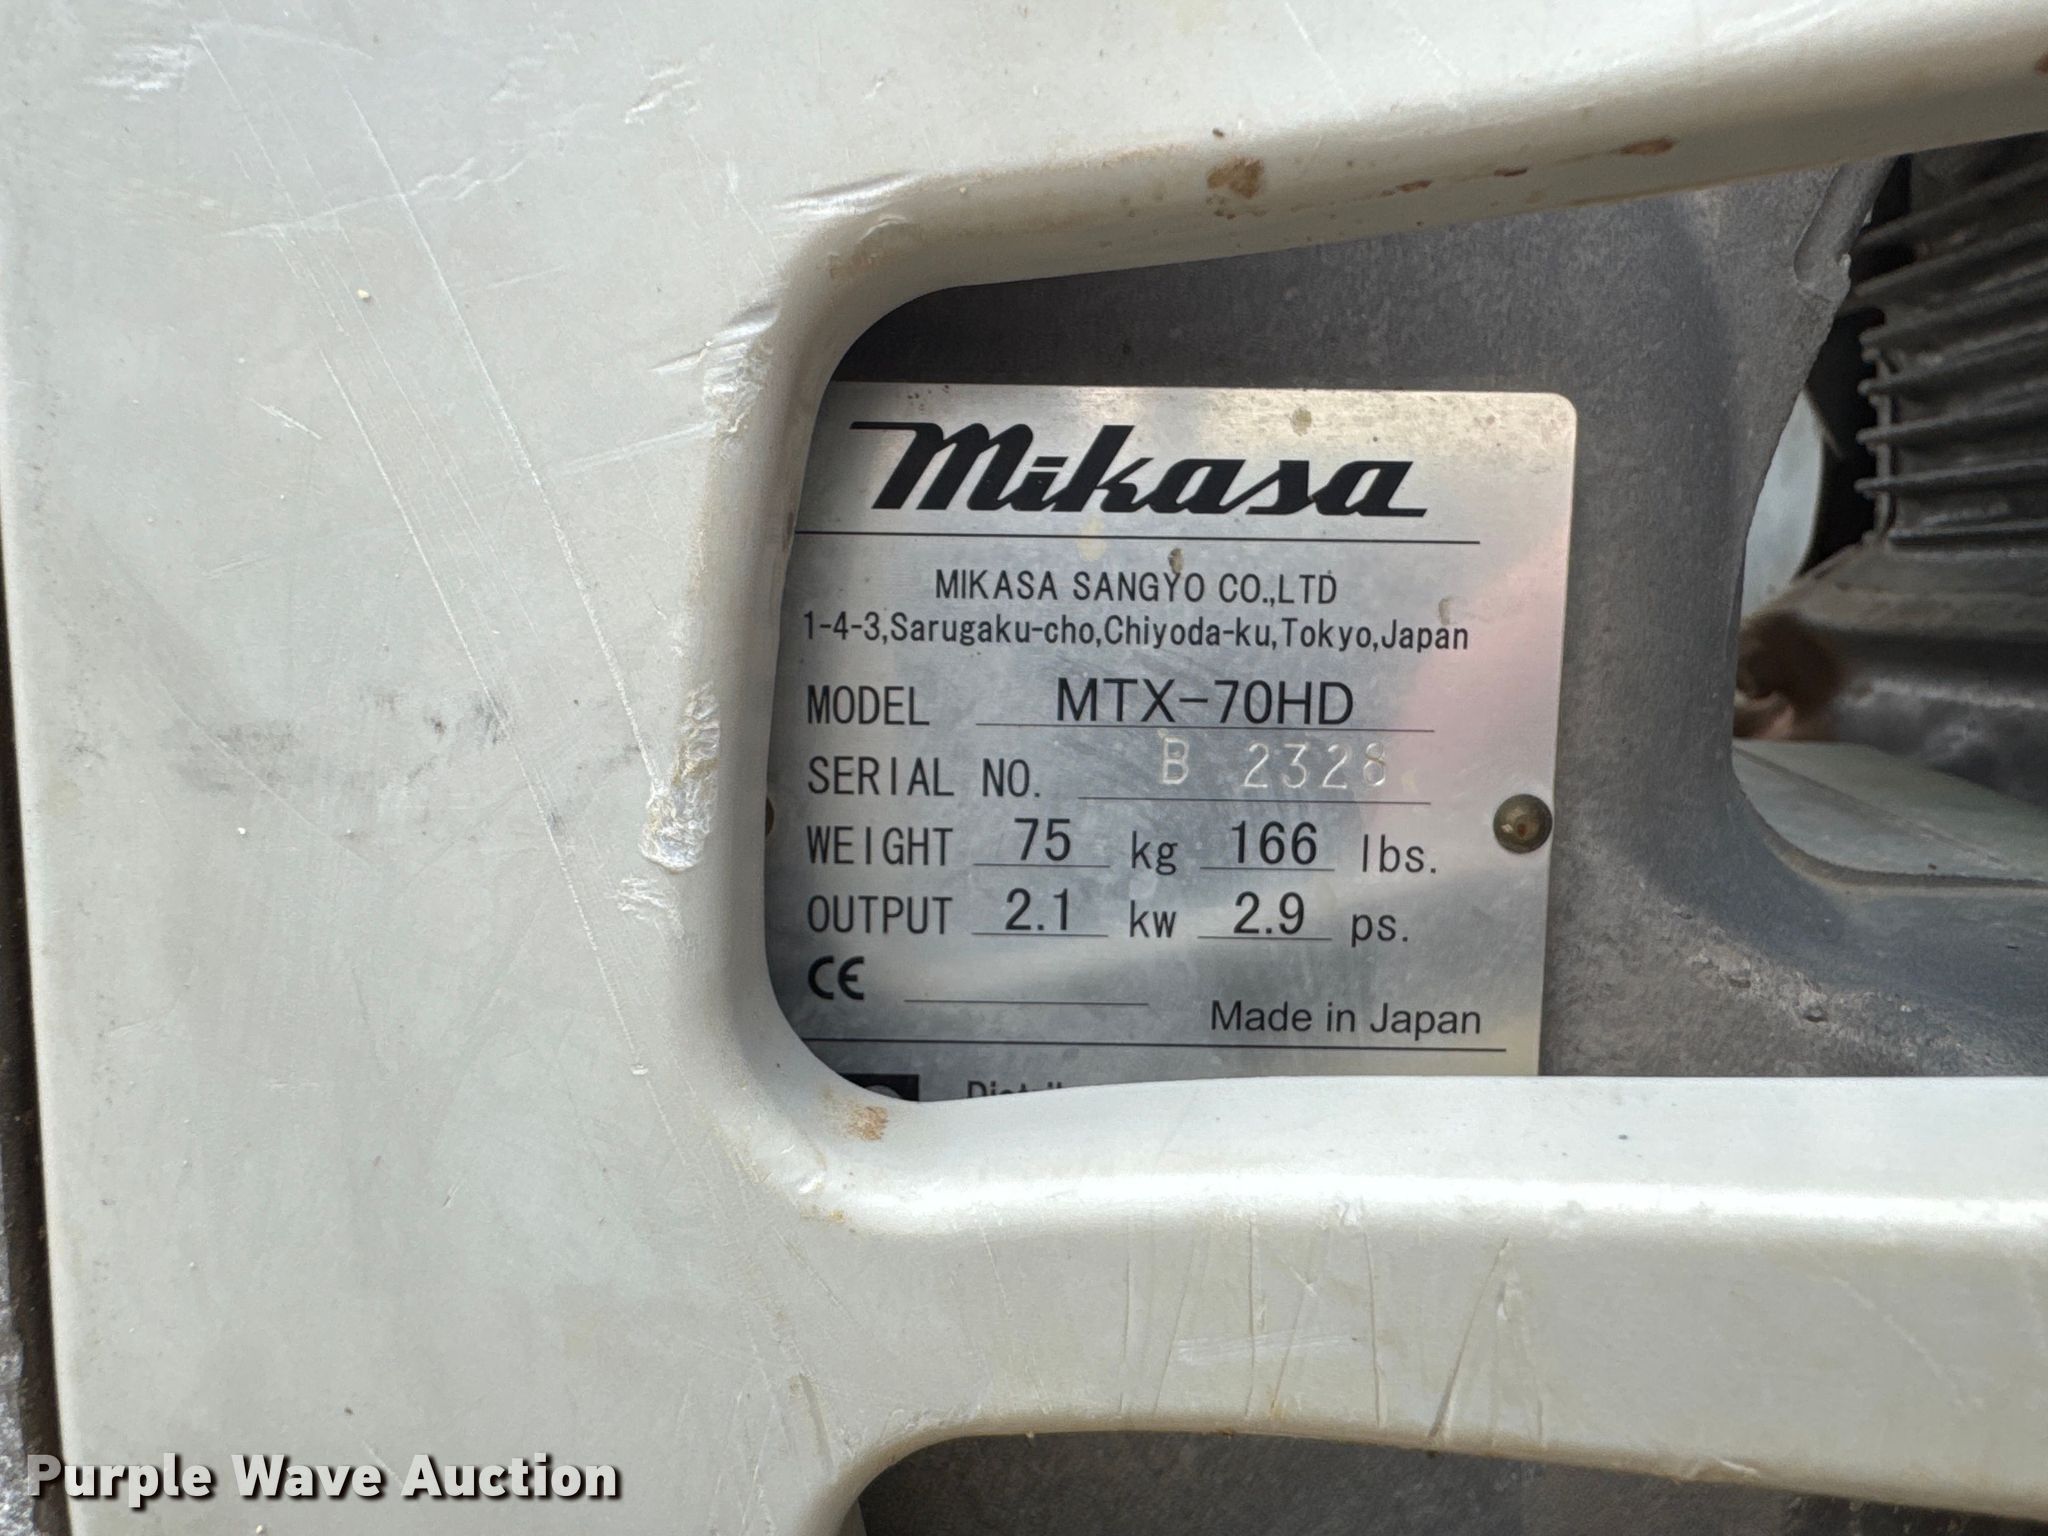 Mikasa
MIKASA SANGYO CO.,LTD
1-4-3,Sarugaku-cho,Chiyoda-ku,Tokyo,Japan
MODEL MTX-70HD
SERIAL NO. B 2328
WEIGHT 75 kg 166 lbs.
OUTPUT 2.1 kw 2.9 ps.
CE
Made in Japan
Purple Wave Auction